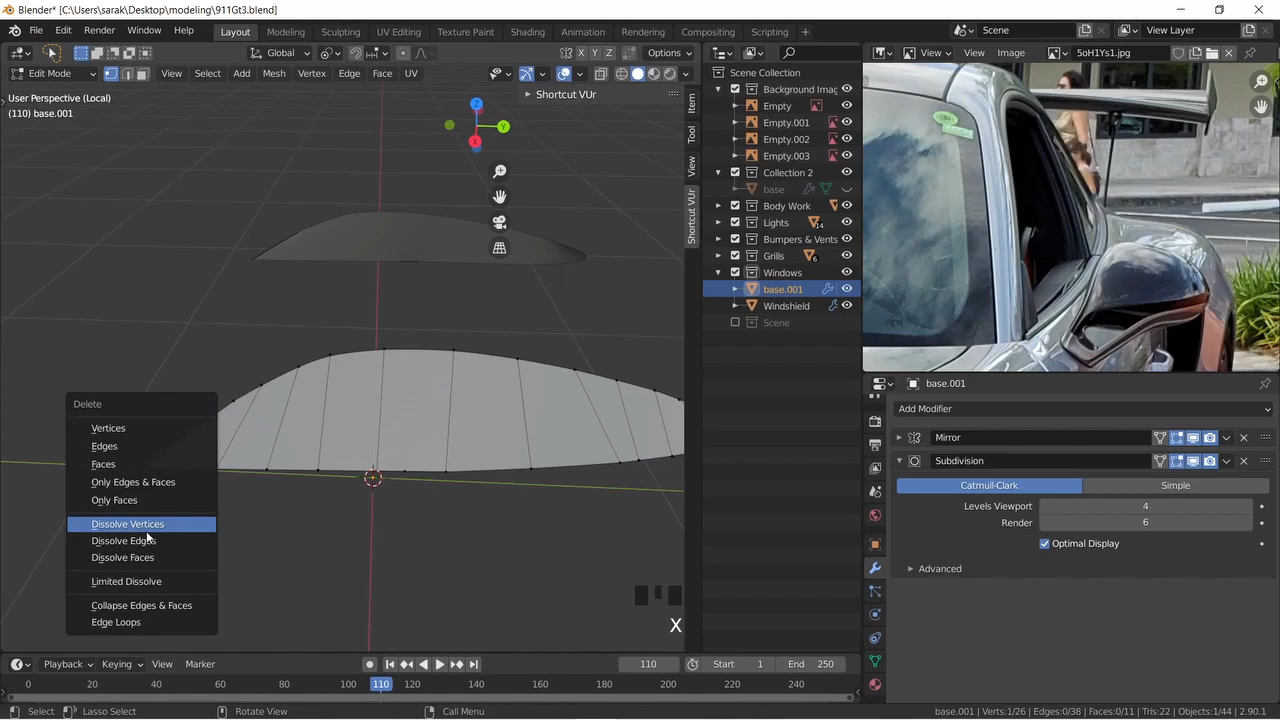 Blender* [C:\Users\sarak\Desktop\modeling\911Gt3.blend]
File Edit Render Window Help Layout Modeling Sculpting UV Editing Texture Paint Shading Animation Rendering Compositing Scripting + Scene View Layer
Global X Y Z Options View View Image 5oH1Ys1.jpg
Edit Mode View Select Add Mesh Vertex Edge Face UV
User Perspective (Local)
(110) base.001
Shortcut VUr
Z
Y
X
Item
Tool
View
Shortcut VUr
Scene Collection
Background Imag
Empty
Empty.001
Empty.002
Empty.003
Collection 2
base
Body Work
Lights 14
Bumpers & Vents
Grills 6
Windows
base.001
Windshield
Scene
base.001
Add Modifier
Mirror
Subdivision
Catmull-Clark Simple
Levels Viewport 4
Render 6
Optimal Display
Advanced
Delete
Vertices
Edges
Faces
Only Edges & Faces
Only Faces
Dissolve Vertices
Dissolve Edges
Dissolve Faces
Limited Dissolve
Collapse Edges & Faces
Edge Loops
X
Playback Keying View Marker 110 Start 1 End 250
0 20 40 60 80 100 110 120 140 160 180 200 220 240
Select Lasso Select Rotate View Call Menu base.001 | Verts:1/26 | Edges:0/38 | Faces:0/11 | Tris:22 | Objects:1/44 | 2.90.1